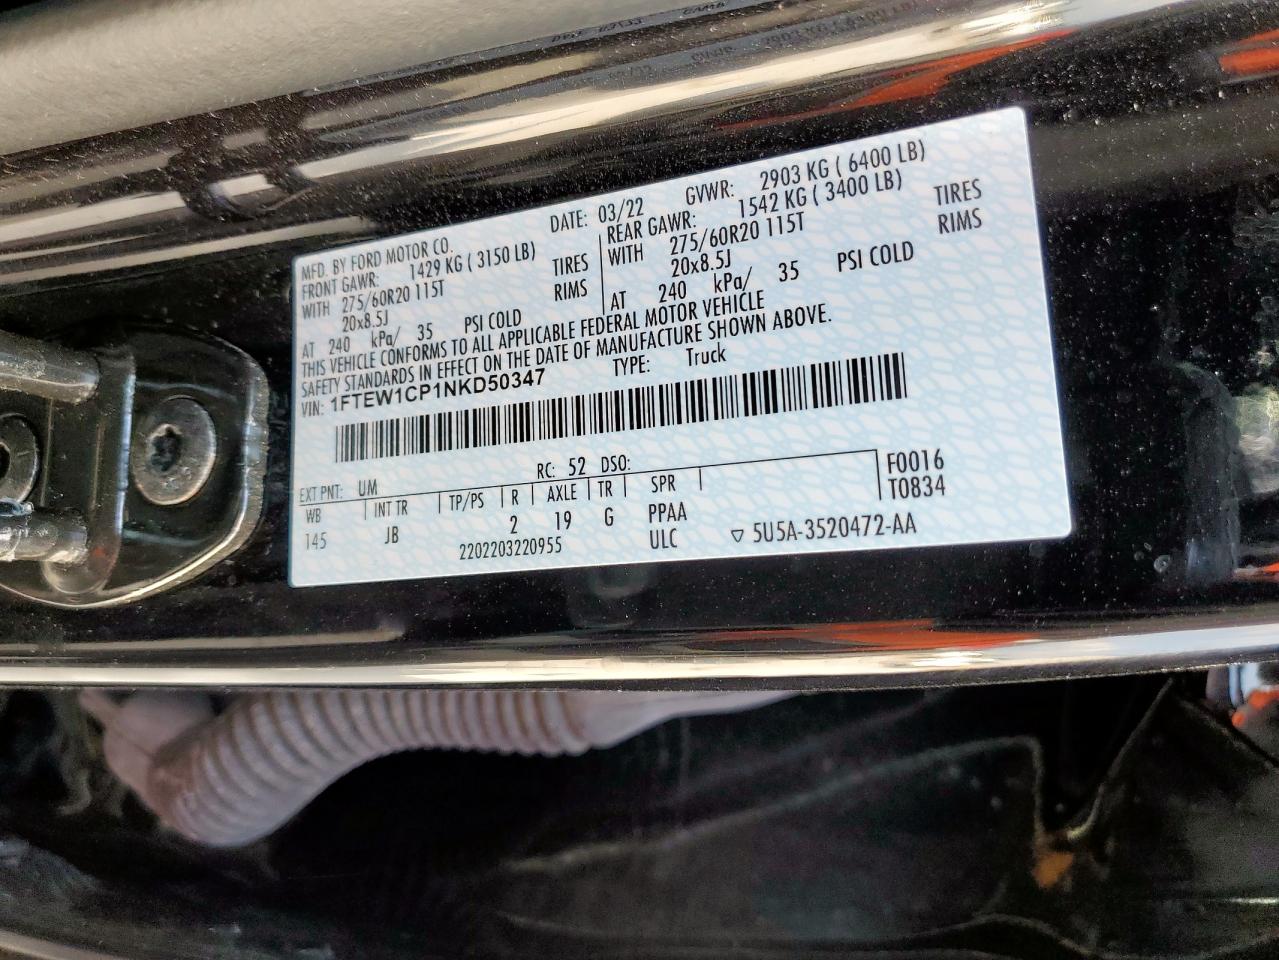 MFD. BY FORD MOTOR CO.
DATE: 03/22 GVWR: 2903 KG ( 6400 LB)
FRONT GAWR: 1429 KG ( 3150 LB)
REAR GAWR: 1542 KG ( 3400 LB)
WITH 275/60R20 115T TIRES
WITH 275/60R20 115T TIRES
20x8.5J RIMS
20x8.5J RIMS
AT 240 kPa/ 35 PSI COLD
AT 240 kPa/ 35 PSI COLD
THIS VEHICLE CONFORMS TO ALL APPLICABLE FEDERAL MOTOR VEHICLE
SAFETY STANDARDS IN EFFECT ON THE DATE OF MANUFACTURE SHOWN ABOVE.
VIN: 1FTEW1CP1NKD50347 TYPE: Truck
EXT PNT: UM RC: 52 DSO:
WB INT TR TP/PS R AXLE TR SPR F0016
145 JB 2 19 G PPAA T0834
2202203220955 ULC ▽ 5U5A-3520472-AA